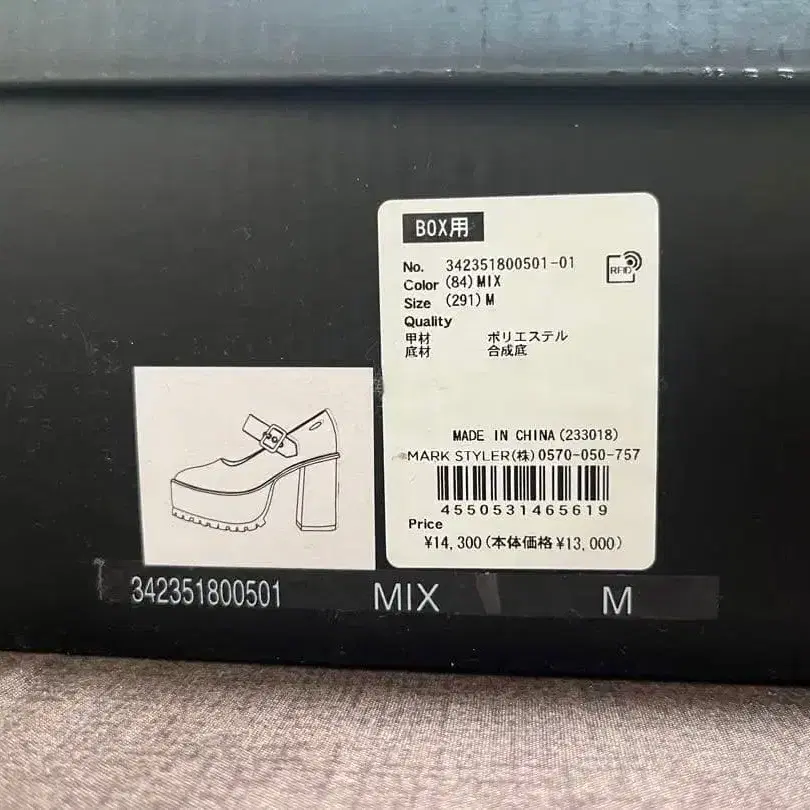 BOX用
No. 342351800501-01
RFID
Color (84)MIX
Size (291)M
Quality
甲材 ポリエステル
底材 合成底
MADE IN CHINA(233018)
MARK STYLER(株)0570-050-757
4550531465619
Price
¥14,300(本体価格¥13,000)
342351800501 MIX M